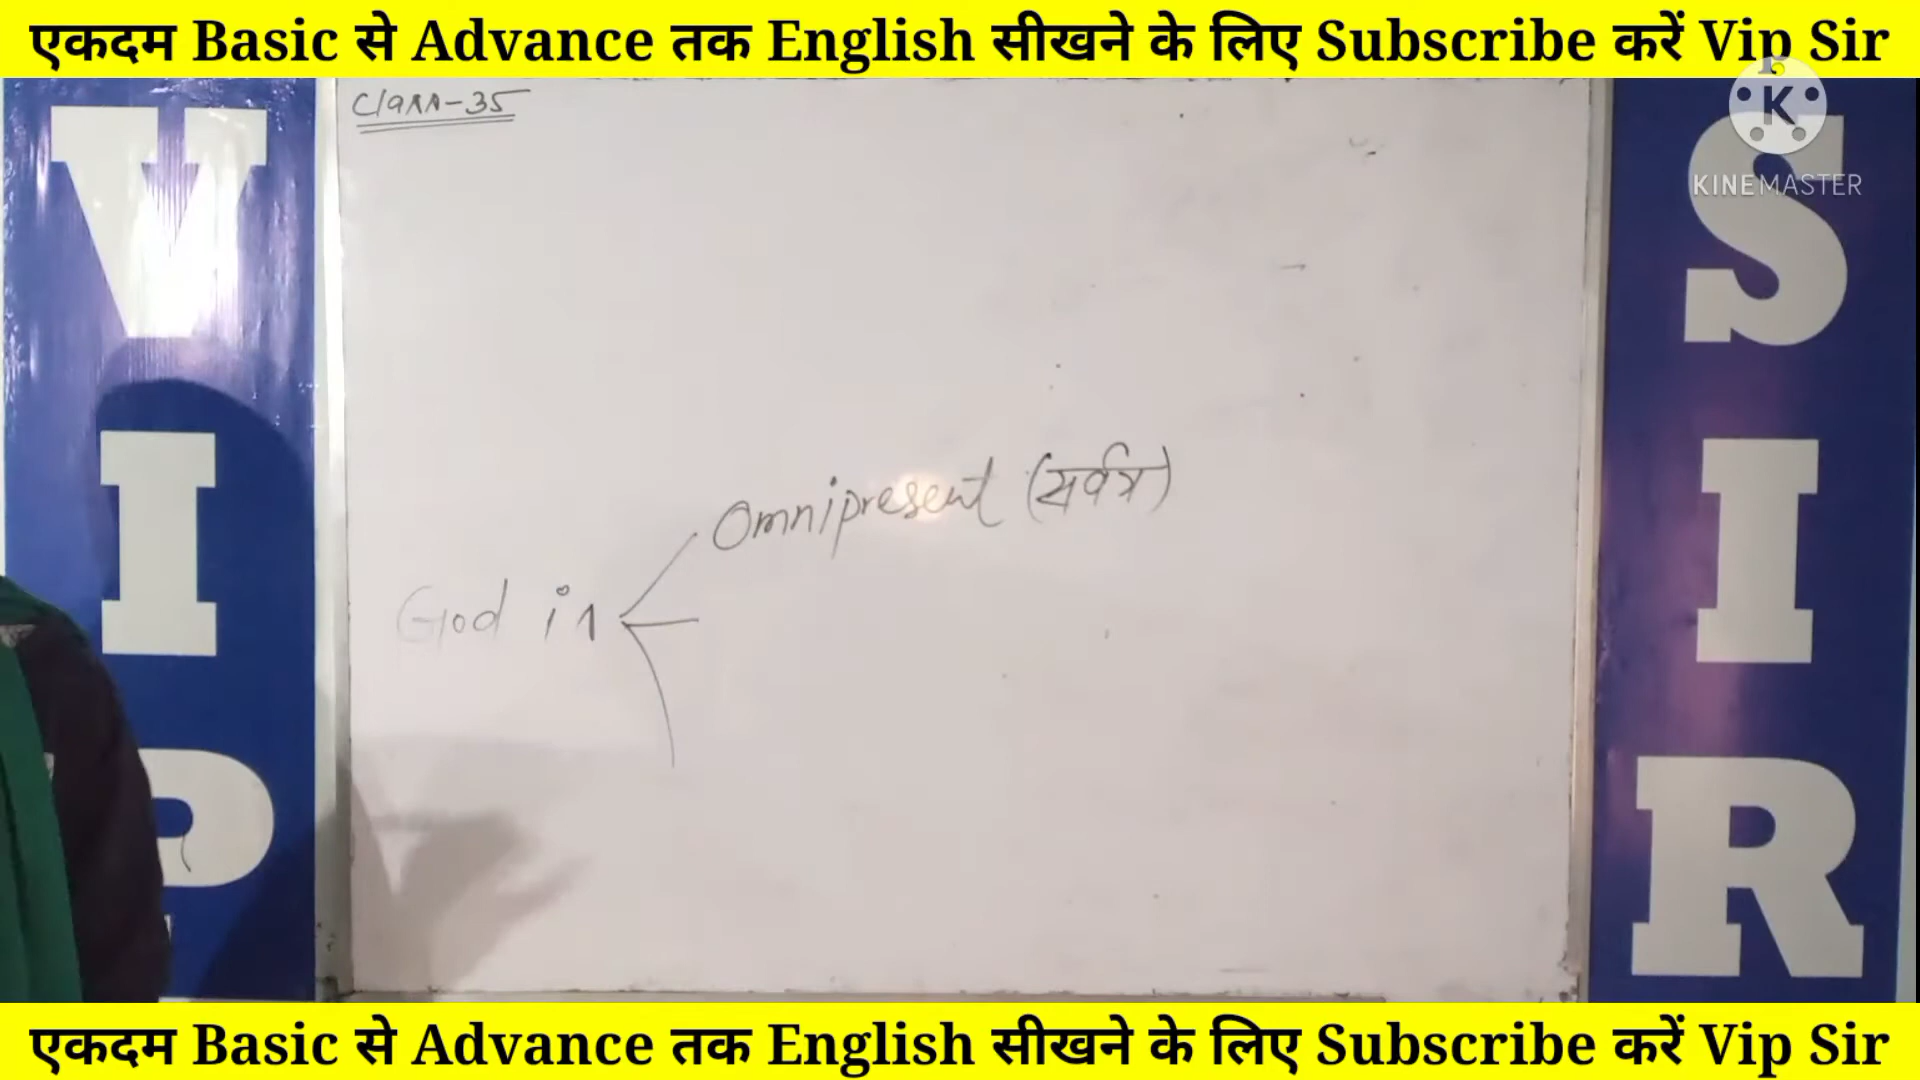 एकदम Basic से Advance तक English सीखने के लिए Subscribe करें Vip Sir
Class-35
KINEMASTER
VIP
SIR
Omnipresent (सर्वत्र)
God is
एकदम Basic से Advance तक English सीखने के लिए Subscribe करें Vip Sir